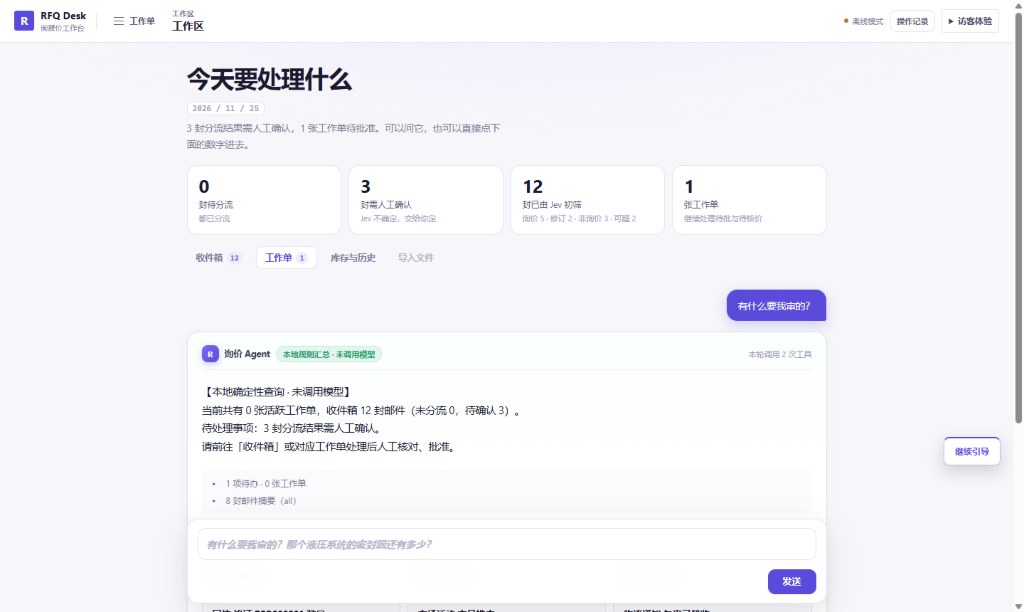 R
RFQ Desk
询报价工作台
工作单
工作区
工作区
离线模式
操作记录
▶ 访客体验
今天要处理什么
2026 / 11 / 25
3 封分流结果需人工确认，1 张工作单待批准。可以问它，也可以直接点下
面的数字进去。
0
封待分流
都已分流
3
封需人工确认
Jev 不确定，交给你定
12
封已由 Jev 初筛
询价 5 · 修订 2 · 非询价 3 · 可疑 2
1
张工作单
继续处理待批与待核价
收件箱 12
工作单 1
库存与历史
导入文件
有什么要我审的？
R
询价 Agent
本地规则汇总 · 未调用模型
本轮调用 2 次工具
【本地确定性查询 · 未调用模型】
当前共有 0 张活跃工作单，收件箱 12 封邮件（未分流 0，待确认 3）。
待处理事项：3 封分流结果需人工确认。
请前往「收件箱」或对应工作单处理后人工核对、批准。
• 1 项待办 · 0 张工作单
• 8 封邮件摘要（all）
继续引导
有什么要我审的？那个液压系统的密封圈还有多少？
发送